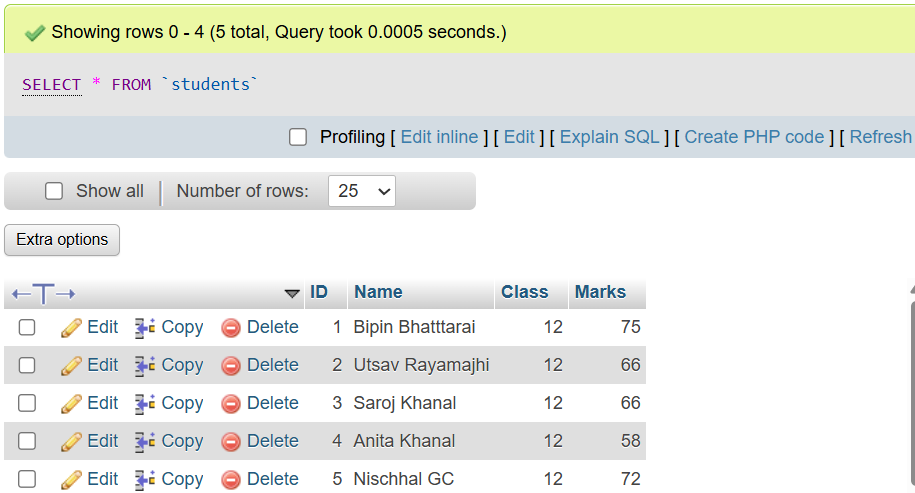 Showing rows 0 - 4 (5 total, Query took 0.0005 seconds.)
SELECT * FROM `students`
Profiling [ Edit inline ] [ Edit ] [ Explain SQL ] [ Create PHP code ] [ Refresh
Show all | Number of rows: 25
Extra options
←T→ ID Name Class Marks
Edit Copy Delete 1 Bipin Bhatttarai 12 75
Edit Copy Delete 2 Utsav Rayamajhi 12 66
Edit Copy Delete 3 Saroj Khanal 12 66
Edit Copy Delete 4 Anita Khanal 12 58
Edit Copy Delete 5 Nischhal GC 12 72